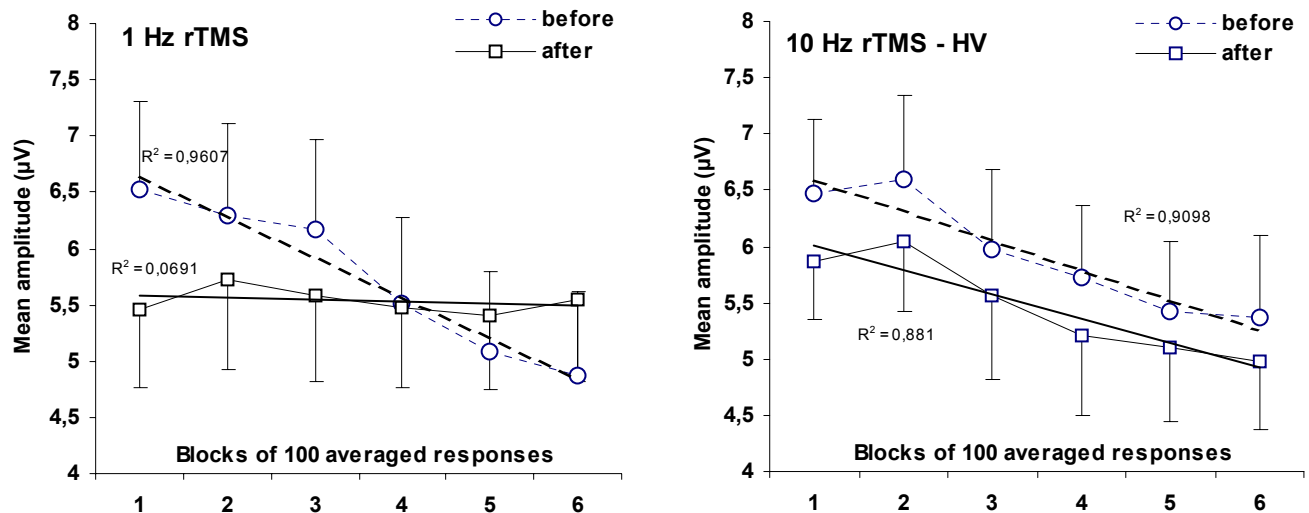 1 Hz rTMS
before
after
Mean amplitude (µV)
8
7,5
7
6,5
6
5,5
5
4,5
4
R² = 0,9607
R² = 0,0691
Blocks of 100 averaged responses
1 2 3 4 5 6
10 Hz rTMS - HV
before
after
Mean amplitude (µV)
8
7,5
7
6,5
6
5,5
5
4,5
4
R² = 0,9098
R² = 0,881
Blocks of 100 averaged responses
1 2 3 4 5 6